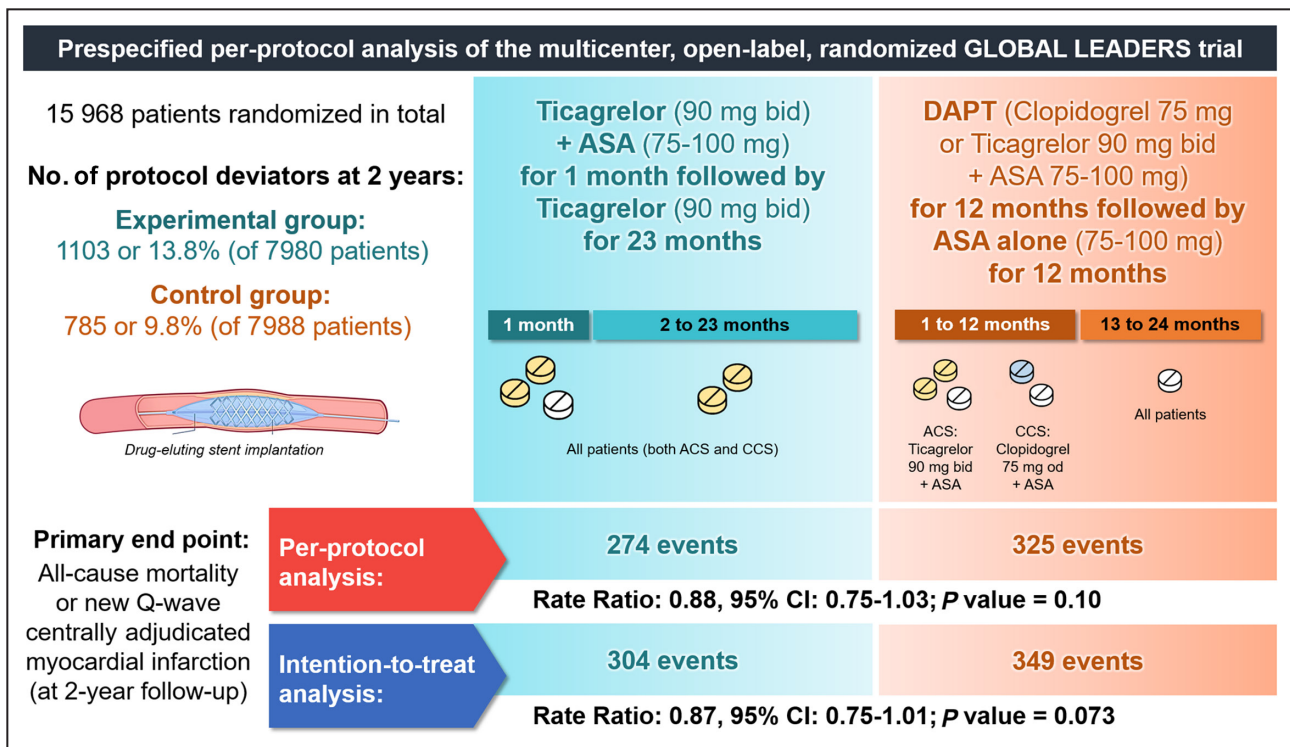 Prespecified per-protocol analysis of the multicenter, open-label, randomized GLOBAL LEADERS trial
15 968 patients randomized in total
No. of protocol deviators at 2 years:
Experimental group:
1103 or 13.8% (of 7980 patients)
Control group:
785 or 9.8% (of 7988 patients)
Drug-eluting stent implantation
Ticagrelor (90 mg bid)
+ ASA (75-100 mg)
for 1 month followed by
Ticagrelor (90 mg bid)
for 23 months
1 month
2 to 23 months
All patients (both ACS and CCS)
DAPT (Clopidogrel 75 mg
or Ticagrelor 90 mg bid
+ ASA 75-100 mg)
for 12 months followed by
ASA alone (75-100 mg)
for 12 months
1 to 12 months
13 to 24 months
ACS:
Ticagrelor
90 mg bid
+ ASA
CCS:
Clopidogrel
75 mg od
+ ASA
All patients
Primary end point:
All-cause mortality
or new Q-wave
centrally adjudicated
myocardial infarction
(at 2-year follow-up)
Per-protocol
analysis:
274 events
325 events
Rate Ratio: 0.88, 95% CI: 0.75-1.03; P value = 0.10
Intention-to-treat
analysis:
304 events
349 events
Rate Ratio: 0.87, 95% CI: 0.75-1.01; P value = 0.073